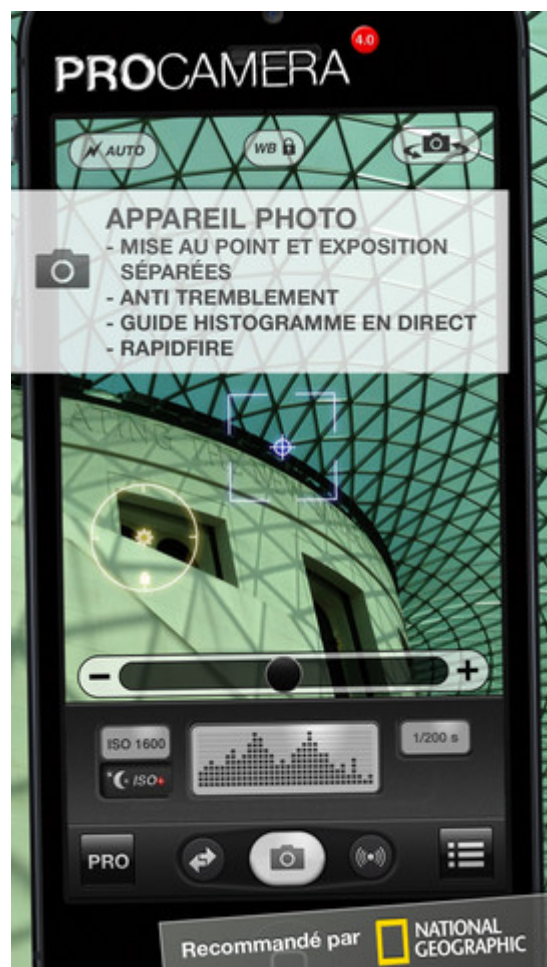 PROCAMERA
4.0
AUTO
WB
APPAREIL PHOTO
- MISE AU POINT ET EXPOSITION
SÉPARÉES
- ANTI TREMBLEMENT
- GUIDE HISTOGRAMME EN DIRECT
- RAPIDFIRE
ISO 1600
1/200 s
ISO+
PRO
Recommandé par
NATIONAL
GEOGRAPHIC